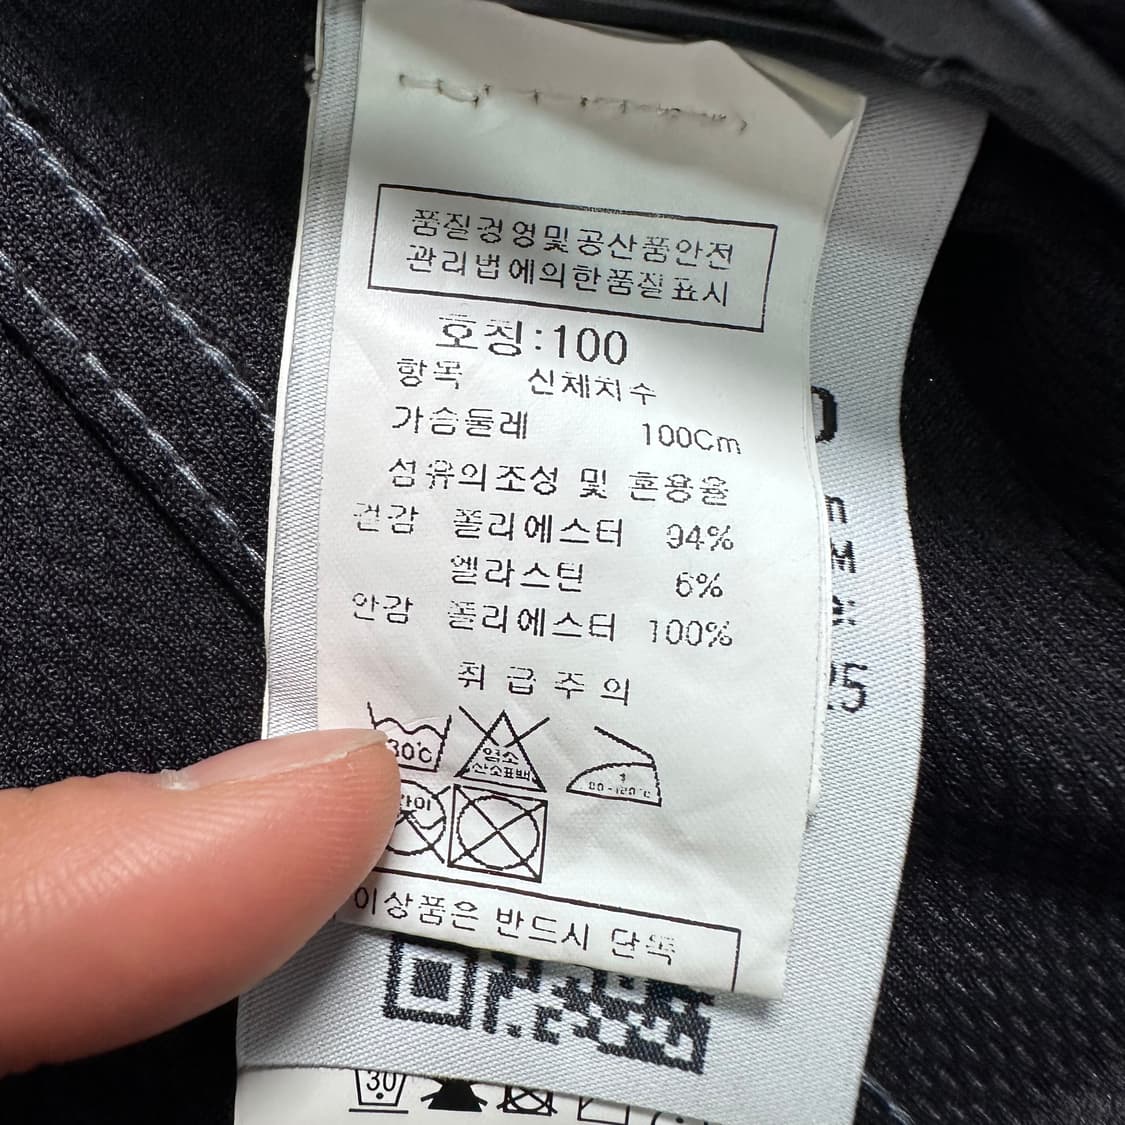 품질경영및공산품안전
관리법에의한품질표시
호칭:100
항목 신체치수
가슴둘레 100Cm
섬유의조성 및 혼용율
겉감 폴리에스터 94%
엘라스틴 6%
안감 폴리에스터 100%
취급주의
30℃
염소
산소표백
이상품은 반드시 단독
25
30